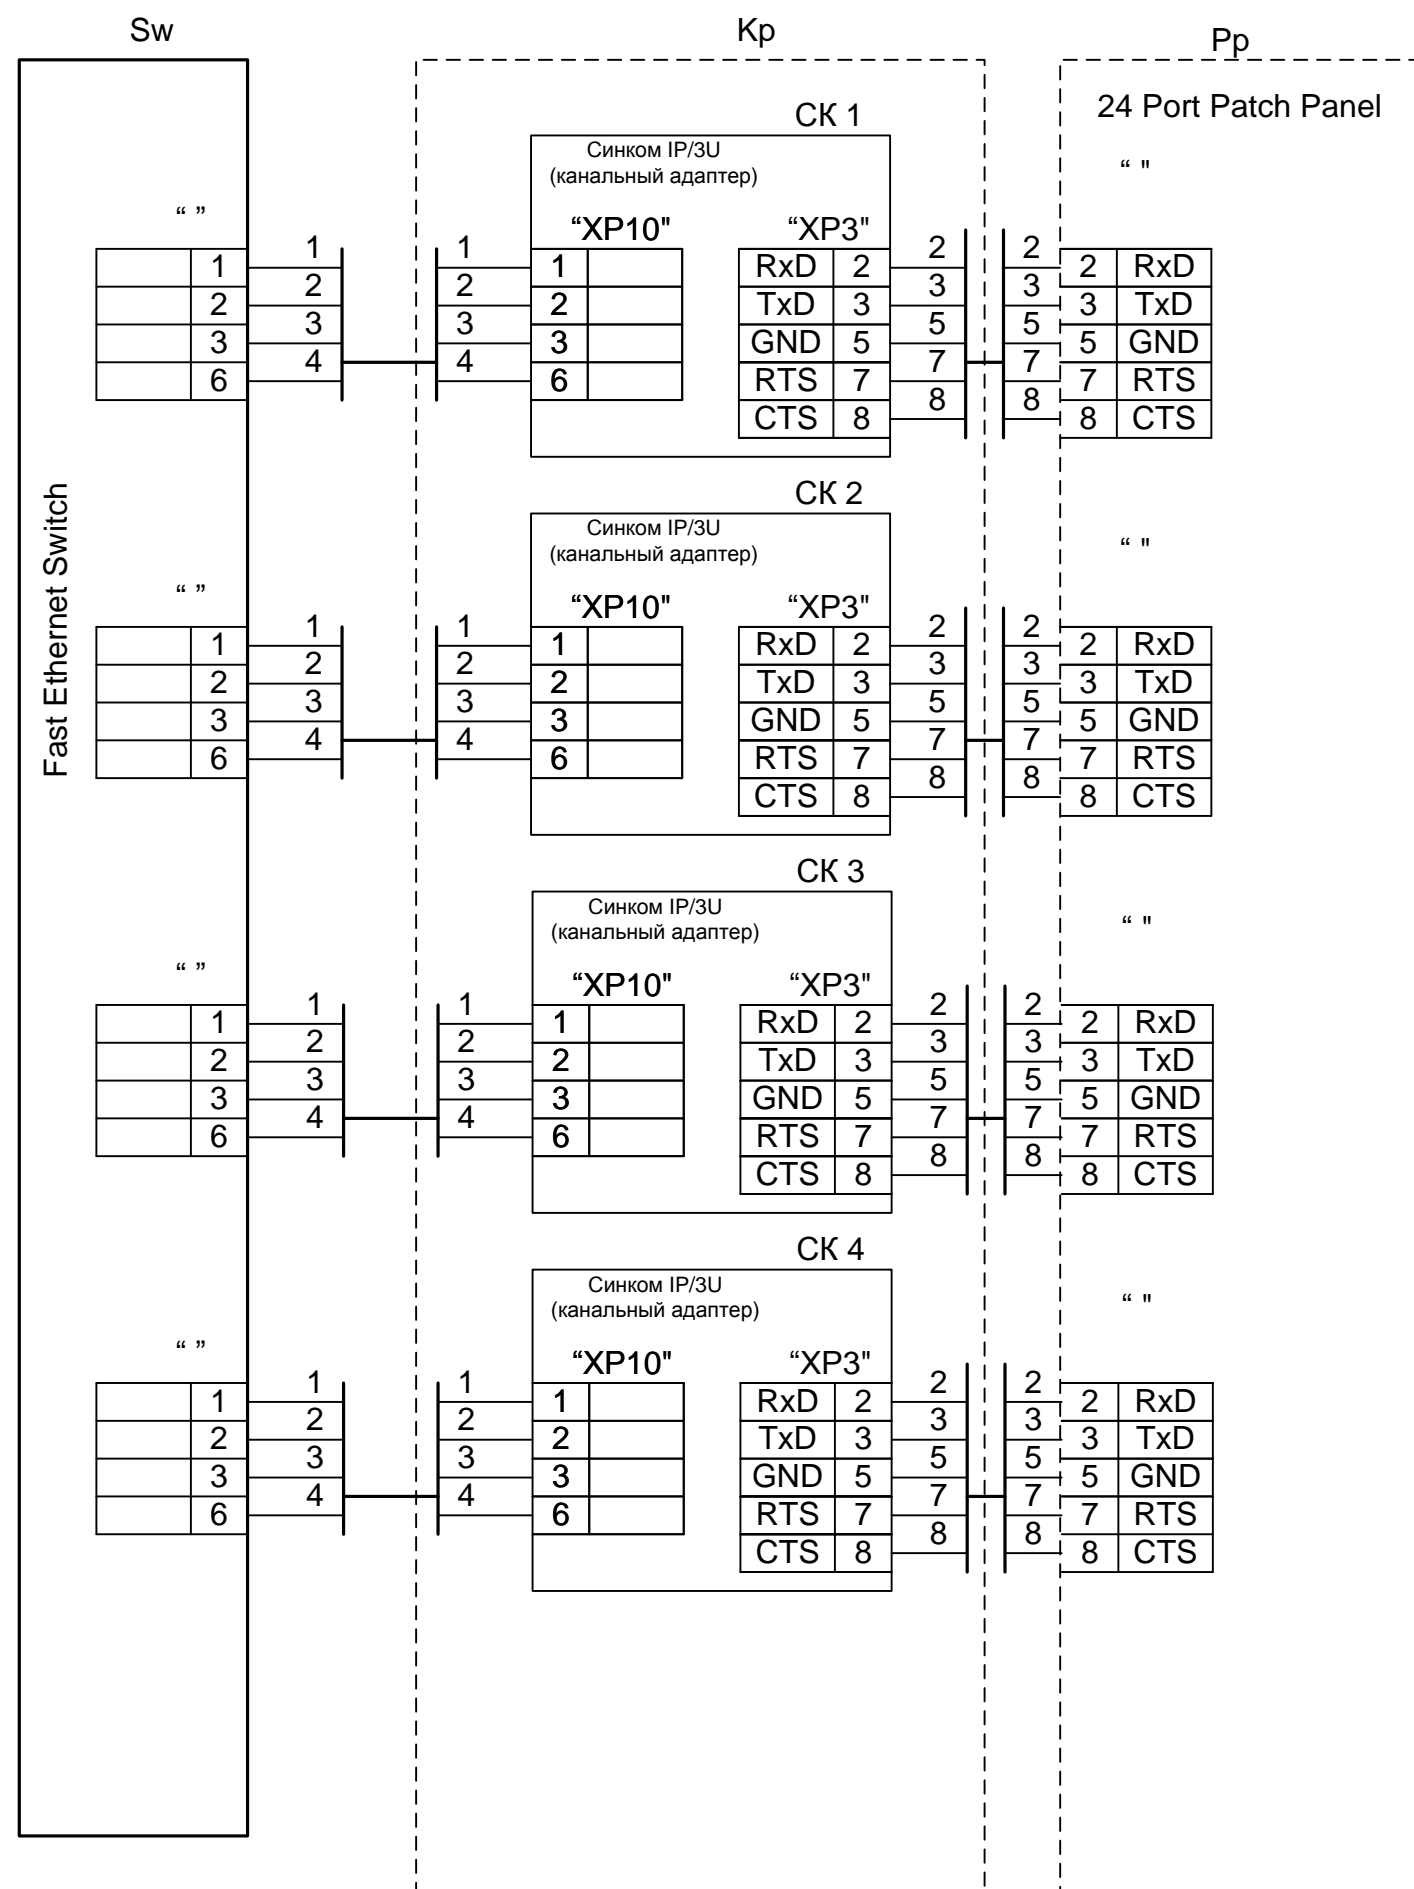 Sw
Kp
Pp
24 Port Patch Panel
Fast Ethernet Switch
СК 1
Синком IP/3U
(канальный адаптер)
“ "
“ ”
“XP10"
“XP3"
1 1 1 1 RxD 2 2 2 2 RxD
2 2 2 2 TxD 3 3 3 3 TxD
3 3 3 3 GND 5 5 5 5 GND
6 4 4 6 RTS 7 7 7 7 RTS
CTS 8 8 8 8 CTS
СК 2
Синком IP/3U
(канальный адаптер)
“ "
“ ”
“XP10"
“XP3"
1 1 1 1 RxD 2 2 2 2 RxD
2 2 2 2 TxD 3 3 3 3 TxD
3 3 3 3 GND 5 5 5 5 GND
6 4 4 6 RTS 7 7 7 7 RTS
CTS 8 8 8 8 CTS
СК 3
Синком IP/3U
(канальный адаптер)
“ "
“ ”
“XP10"
“XP3"
1 1 1 1 RxD 2 2 2 2 RxD
2 2 2 2 TxD 3 3 3 3 TxD
3 3 3 3 GND 5 5 5 5 GND
6 4 4 6 RTS 7 7 7 7 RTS
CTS 8 8 8 8 CTS
СК 4
Синком IP/3U
(канальный адаптер)
“ "
“ ”
“XP10"
“XP3"
1 1 1 1 RxD 2 2 2 2 RxD
2 2 2 2 TxD 3 3 3 3 TxD
3 3 3 3 GND 5 5 5 5 GND
6 4 4 6 RTS 7 7 7 7 RTS
CTS 8 8 8 8 CTS